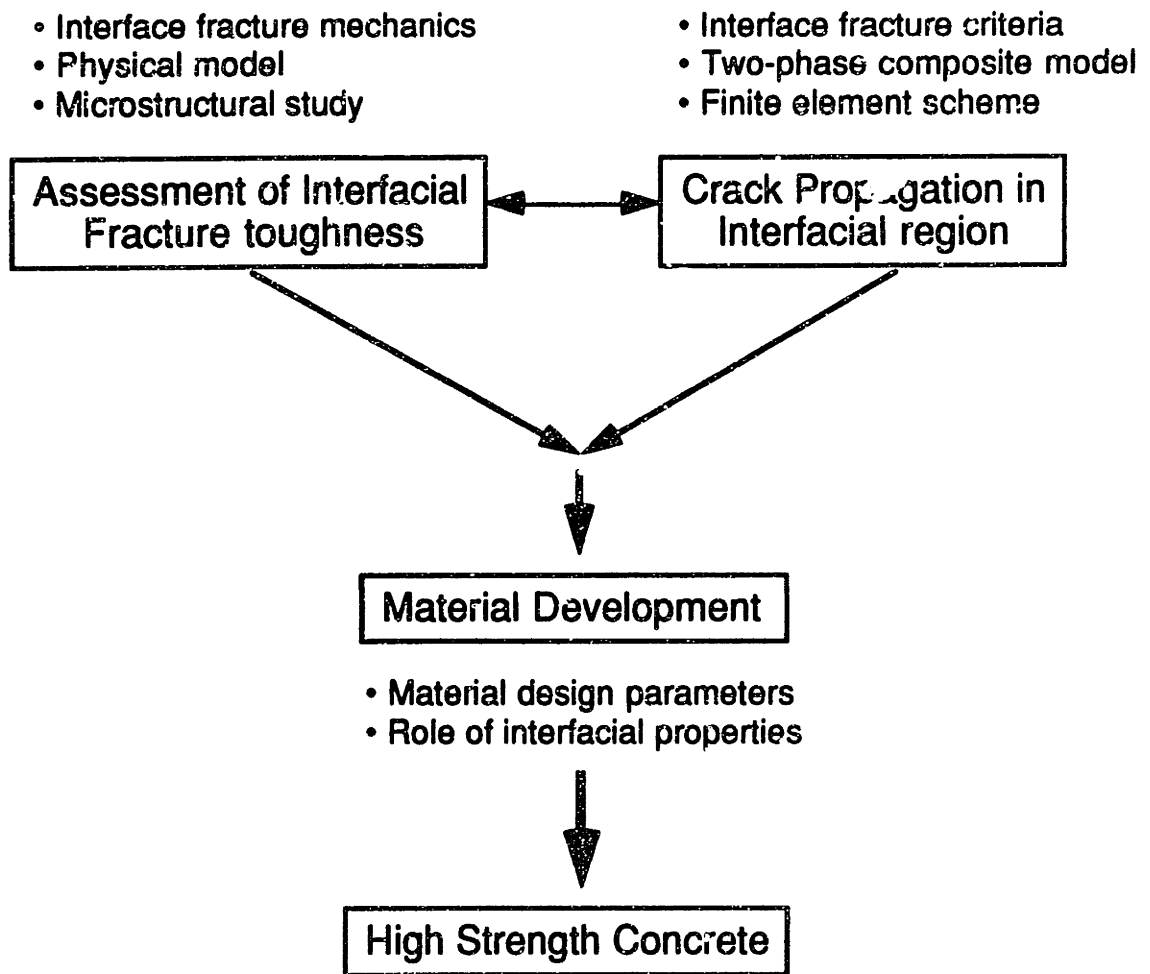 • Interface fracture mechanics
• Physical model
• Microstructural study
• Interface fracture criteria
• Two-phase composite model
• Finite element scheme
Assessment of Interfacial
Fracture toughness
Crack Propagation in
Interfacial region
Material Development
• Material design parameters
• Role of interfacial properties
High Strength Concrete